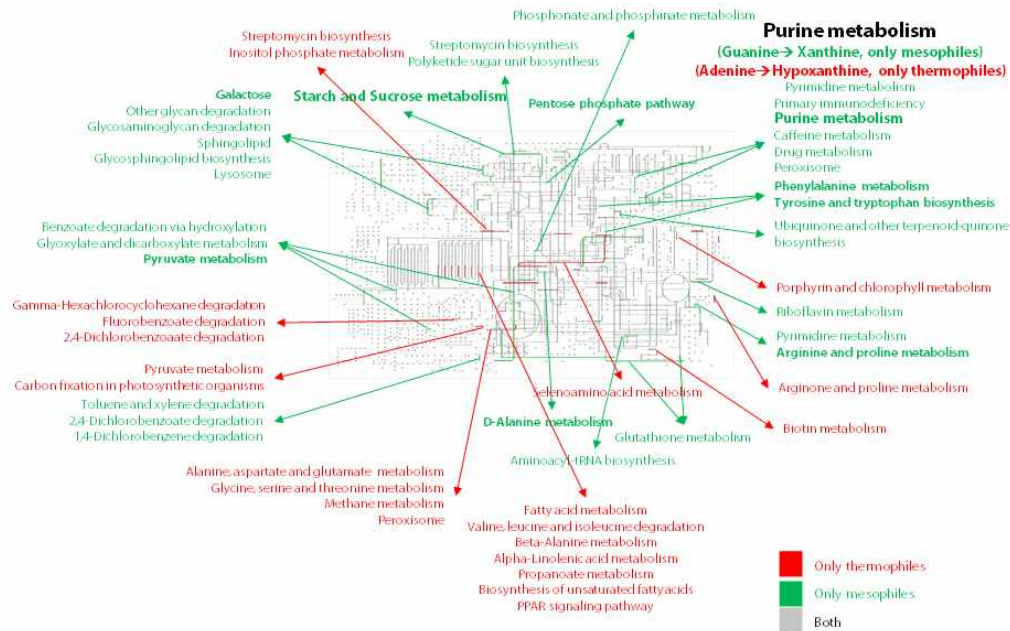 Phosphonate and phosphinate metabolism
Purine metabolism
(Guanine→ Xanthine, only mesophiles)
(Adenine→Hypoxanthine, only thermophiles)
Streptomycin biosynthesis
Inositol phosphate metabolism
Streptomycin biosynthesis
Polyketide sugar unit biosynthesis
Starch and Sucrose metabolism
Pentose phosphate pathway
Galactose
Other glycan degradation
Glycosaminoglycan degradation
Sphingolipid
Glycosphingolipid biosynthesis
Lysosome
Pyrimidine metabolism
Primary immunodeficiency
Purine metabolism
Caffeine metabolism
Drug metabolism
Peroxisome
Phenylalanine metabolism
Tyrosine and tryptophan biosynthesis
Ubiquinone and other terpenoid-quinone
biosynthesis
Benzoate degradation via hydroxylation
Glyoxylate and dicarboxylate metabolism
Pyruvate metabolism
Porphyrin and chlorophyll metabolism
Riboflavin metabolism
Pyrimidine metabolism
Arginine and proline metabolism
Arginone and proline metabolism
Biotin metabolism
Gamma-Hexachlorocyclohexane degradation
Fluorobenzoate degradation
2,4-Dichlorobenzoaate degradation
Pyruvate metabolism
Carbon fixation in photosynthetic organisms
Toluene and xylene degradation
2,4-Dichlorobenzoate degradation
1,4-Dichlorobenzene degradation
Selenoamino acid metabolism
D-Alanine metabolism
Glutathione metabolism
Aminoacyl-tRNA biosynthesis
Alanine, aspartate and glutamate metabolism
Glycine, serine and threonine metabolism
Methane metabolism
Peroxisome
Fatty acid metabolism
Valine, leucine and isoleucine degradation
Beta-Alanine metabolism
Alpha-Linolenic acid metabolism
Propanoate metabolism
Biosynthesis of unsaturated fattyacids
PPAR signaling pathway
Only thermophiles
Only mesophiles
Both